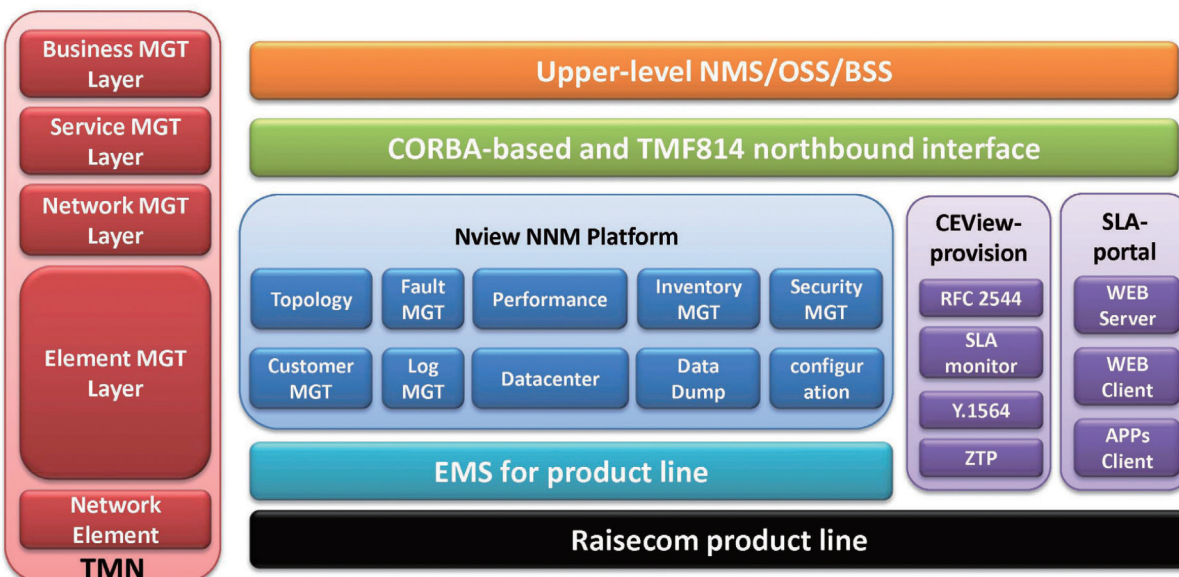 Business MGT
Layer
Service MGT
Layer
Network MGT
Layer
Element MGT
Layer
Network
Element
TMN
Upper-level NMS/OSS/BSS
CORBA-based and TMF814 northbound interface
Nview NNM Platform
Topology
Fault
MGT
Performance
Inventory
MGT
Security
MGT
Customer
MGT
Log
MGT
Datacenter
Data
Dump
configur
ation
EMS for product line
CEView-
provision
RFC 2544
SLA
monitor
Y.1564
ZTP
SLA-
portal
WEB
Server
WEB
Client
APPs
Client
Raisecom product line